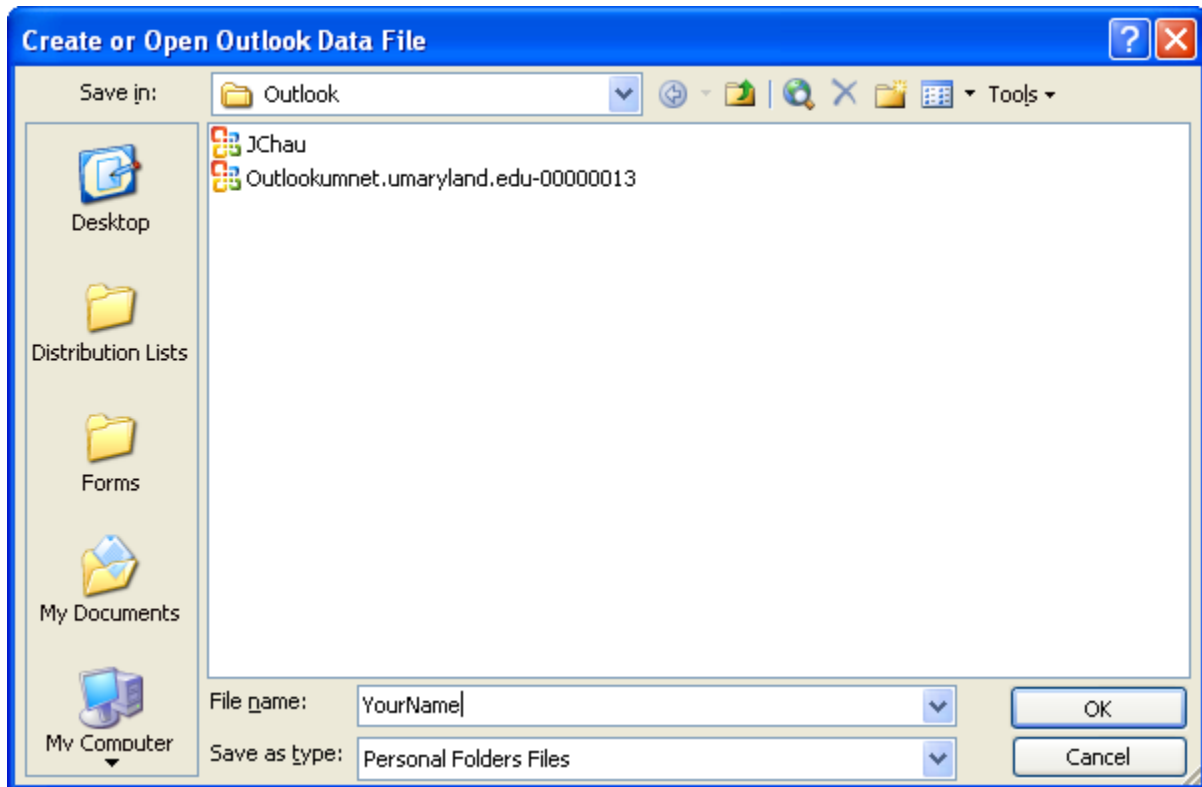 Create or Open Outlook Data File
Save in:
Outlook
Tools
JChau
Outlookumnet.umaryland.edu-00000013
Desktop
Distribution Lists
Forms
My Documents
My Computer
File name:
YourName
OK
Save as type:
Personal Folders Files
Cancel